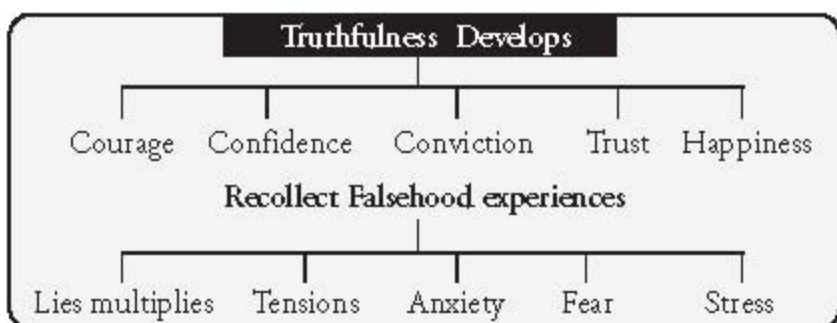 Truthfulness Develops
Courage Confidence Conviction Trust Happiness
Recollect Falsehood experiences
Lies multiplies Tensions Anxiety Fear Stress